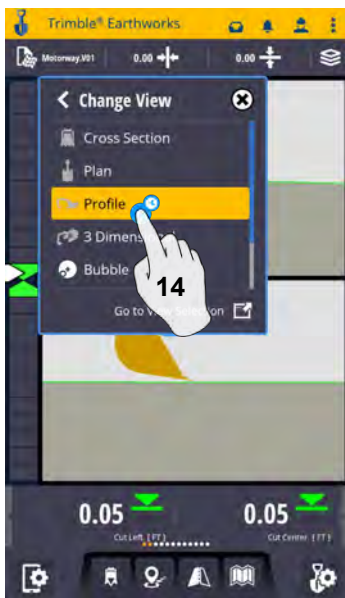 Trimble® Earthworks
Motorway.V01 0.00 0.00
Change View
Cross Section
Plan
Profile
3 Dimens
Bubble
14
Go to View Selection
0.05 0.05
Cut Left [FT] Cut Center [FT]